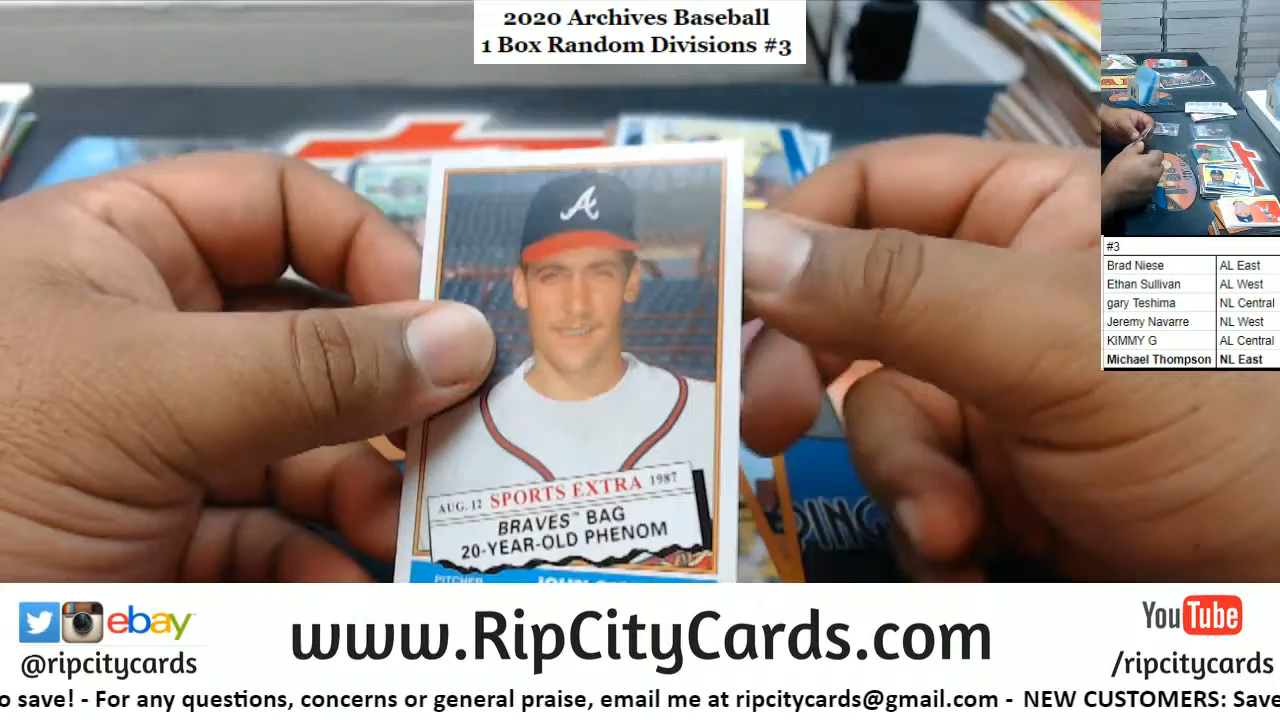 2020 Archives Baseball
1 Box Random Divisions #3
A
AUG. 12 SPORTS EXTRA 1987
BRAVES™ BAG
20-YEAR-OLD PHENOM
PITCHER
#3
Brad Niese AL East
Ethan Sullivan AL West
gary Teshima NL Central
Jeremy Navarre NL West
KIMMY G AL Central
Michael Thompson NL East
ebay™
@ripcitycards
www.RipCityCards.com
YouTube
/ripcitycards
o save! - For any questions, concerns or general praise, email me at ripcitycards@gmail.com - NEW CUSTOMERS: Save